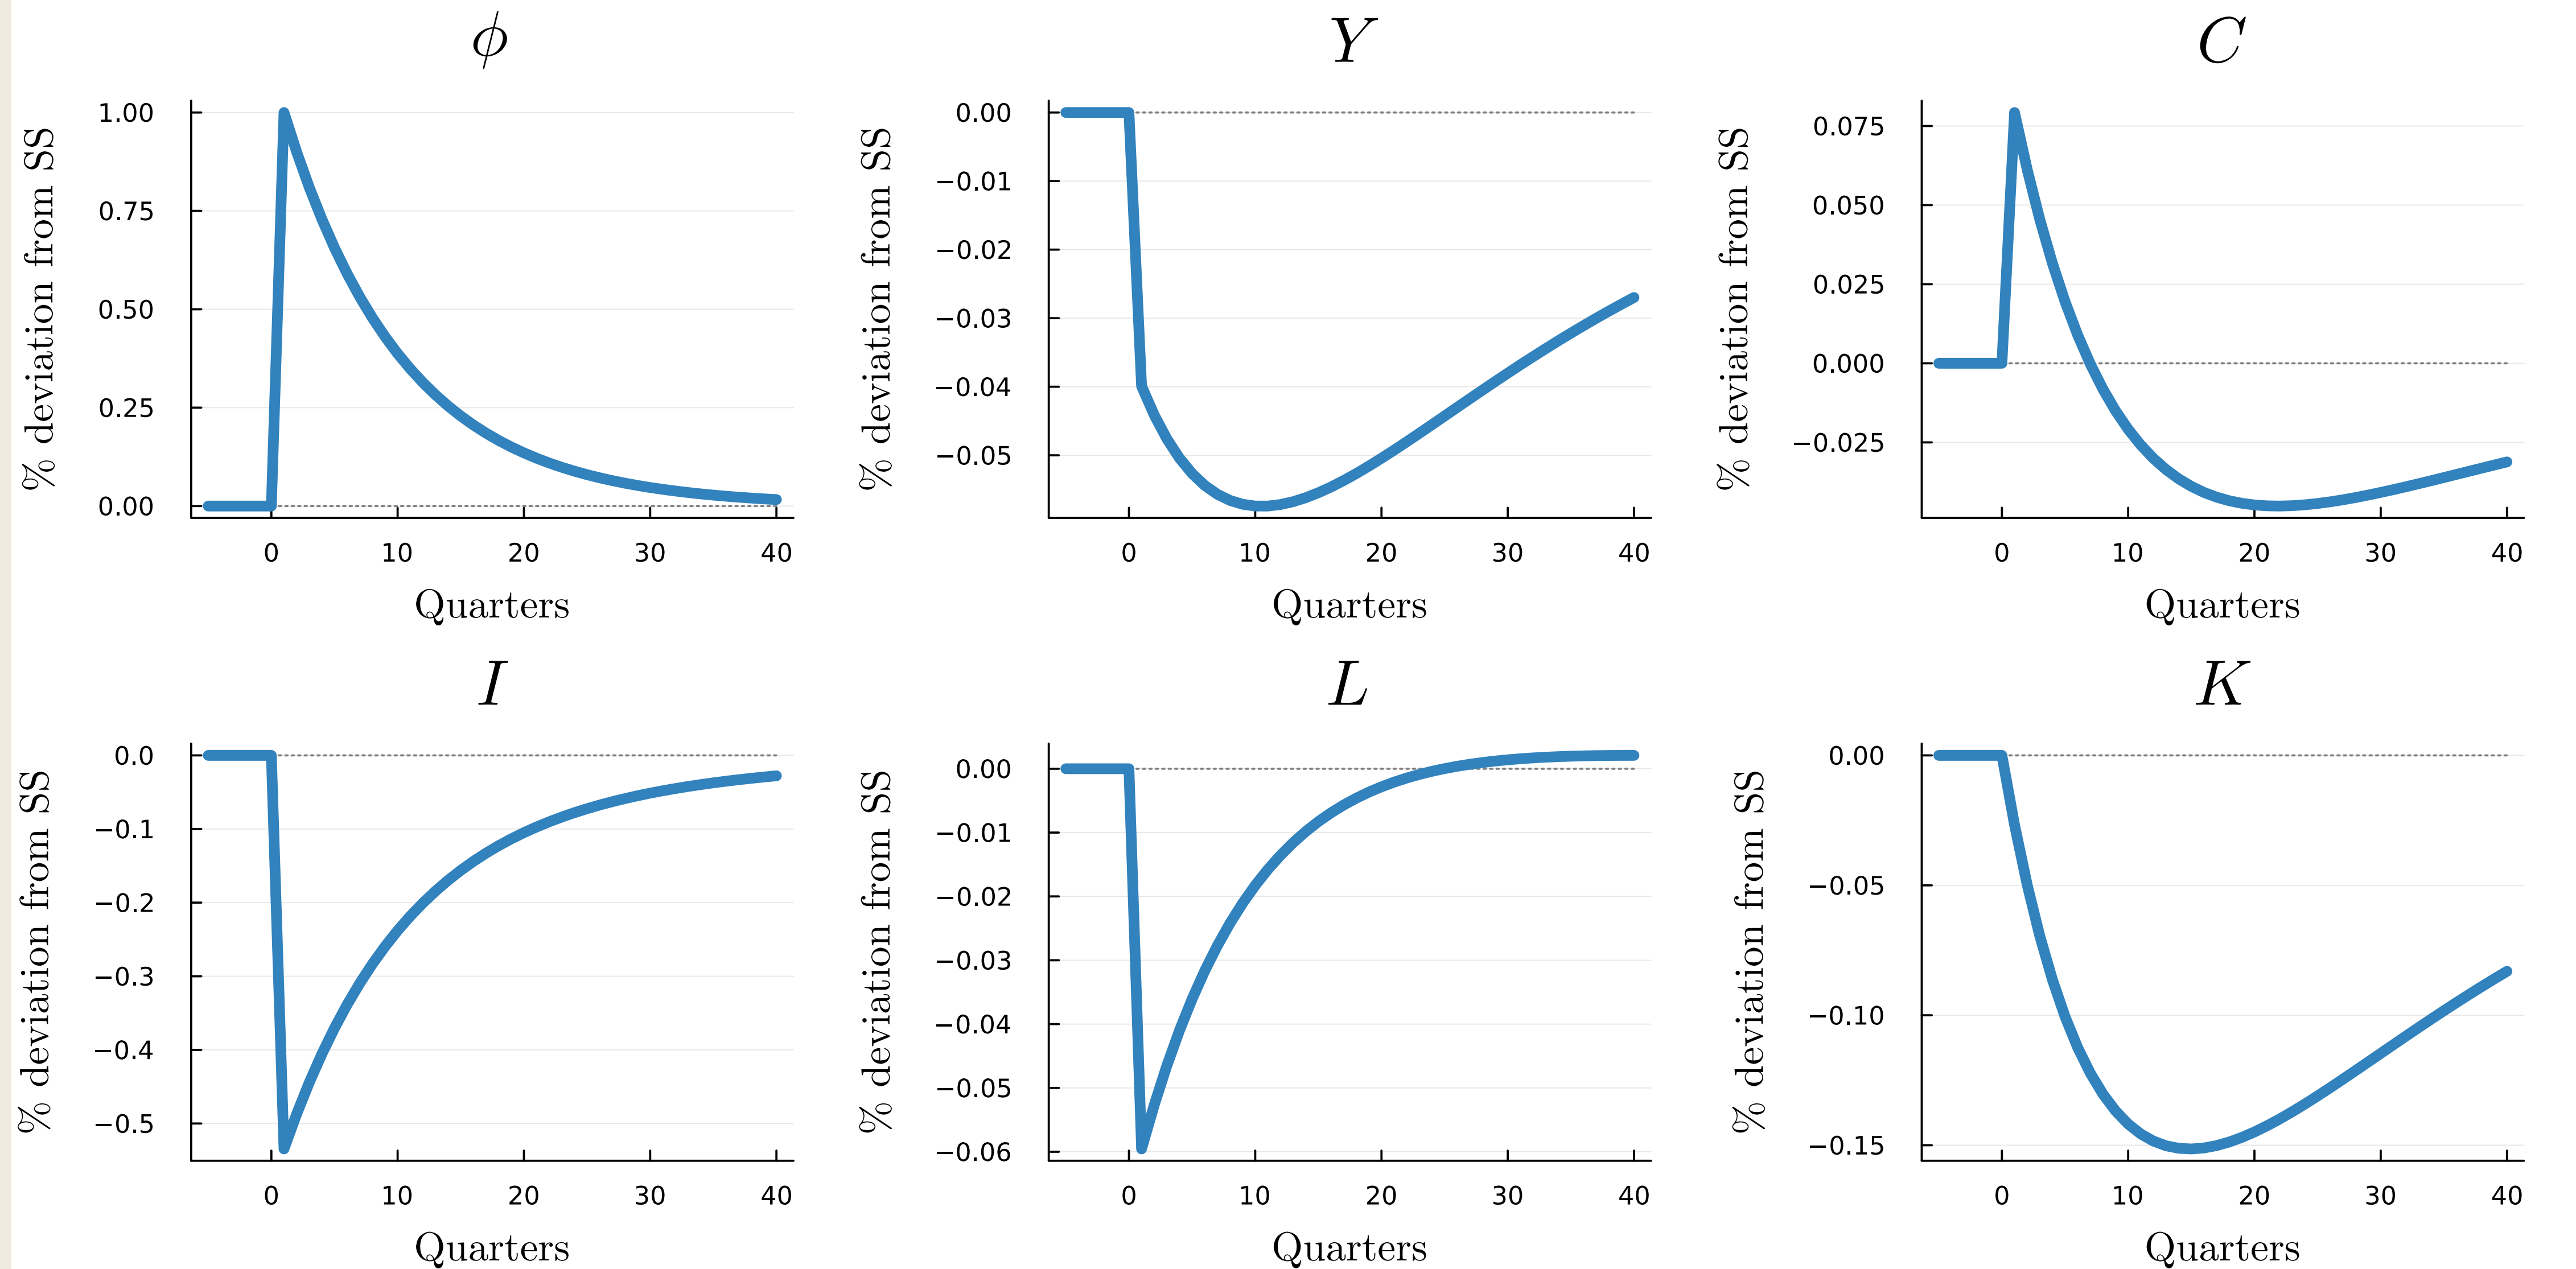 ϕ
% deviation from SS
1.00
0.75
0.50
0.25
0.00
0 10 20 30 40
Quarters
Y
% deviation from SS
0.00
−0.01
−0.02
−0.03
−0.04
−0.05
0 10 20 30 40
Quarters
C
% deviation from SS
0.075
0.050
0.025
0.000
−0.025
0 10 20 30 40
Quarters
I
% deviation from SS
0.0
−0.1
−0.2
−0.3
−0.4
−0.5
0 10 20 30 40
Quarters
L
% deviation from SS
0.00
−0.01
−0.02
−0.03
−0.04
−0.05
−0.06
0 10 20 30 40
Quarters
K
% deviation from SS
0.00
−0.05
−0.10
−0.15
0 10 20 30 40
Quarters